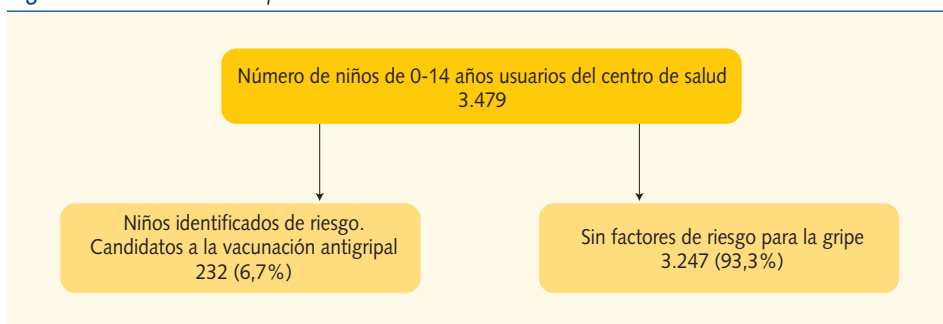 Número de niños de 0-14 años usuarios del centro de salud
3.479
Niños identificados de riesgo.
Candidatos a la vacunación antigripal
232 (6,7%)
Sin factores de riesgo para la gripe
3.247 (93,3%)